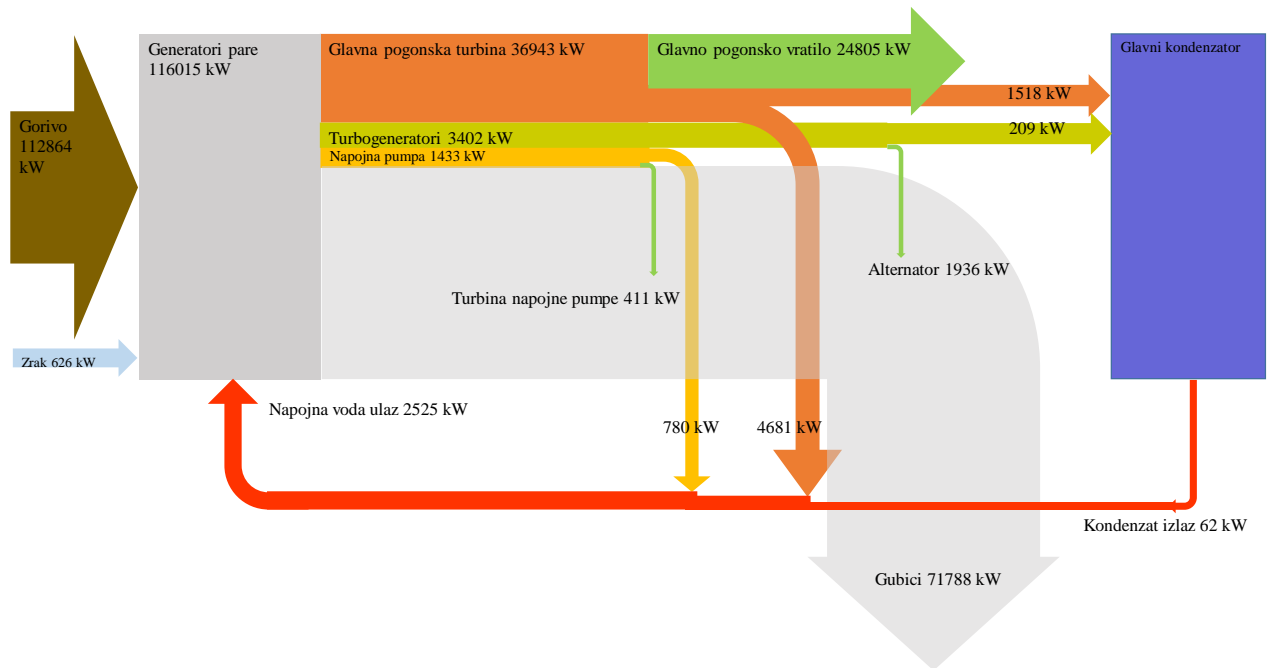 Generatori pare
116015 kW
Glavna pogonska turbina 36943 kW
Glavno pogonsko vratilo 24805 kW
Glavni kondenzator
1518 kW
Gorivo
112864
kW
Turbogeneratori 3402 kW
209 kW
Napojna pumpa 1433 kW
Alternator 1936 kW
Turbina napojne pumpe 411 kW
Zrak 626 kW
Napojna voda ulaz 2525 kW
780 kW
4681 kW
Kondenzat izlaz 62 kW
Gubici 71788 kW